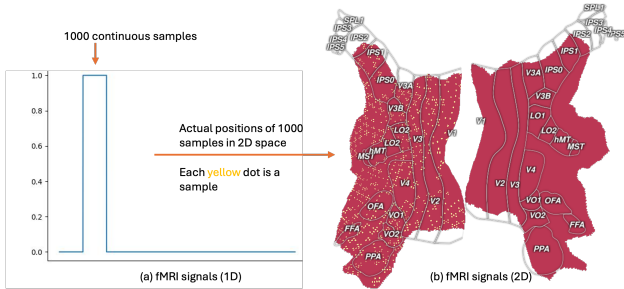 1000 continuous samples
1.0
0.8
0.6
0.4
0.2
0.0
(a) fMRI signals (1D)
Actual positions of 1000
samples in 2D space
Each yellow dot is a
sample
SPL1
IPS3
IPS4
IPS2
IPS5
IPS1
IPS0
V3A
V3B
V1
LO2
LO2
V3
hMT
MST
V4
V2
OFA
VO1
FFA
VO2
PPA
SPL1
IPS3
IPS4
IPS2
IPS5
IPS1
IPS0
V3A
V3B
V1
LO1
LO2
hMT
MST
V4
V2
V3
VO1
OFA
VO2
FFA
PPA
(b) fMRI signals (2D)